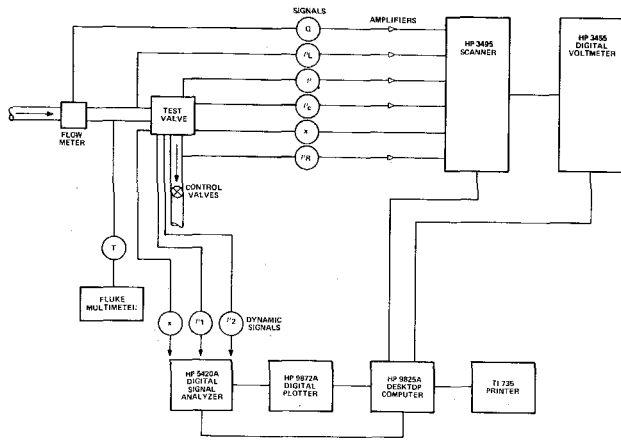 SIGNALS
AMPLIFIERS
Q
PL
P
Pc
x
PR
HP 3495
SCANNER
HP 3455
DIGITAL
VOLTMETER
TEST
VALVE
FLOW
METER
CONTROL
VALVES
T
FLUKE
MULTIMETER
x
P1
P2
DYNAMIC
SIGNALS
HP 5420A
DIGITAL
SIGNAL
ANALYZER
HP 9872A
DIGITAL
PLOTTER
HP 9825A
DESKTOP
COMPUTER
TI 735
PRINTER